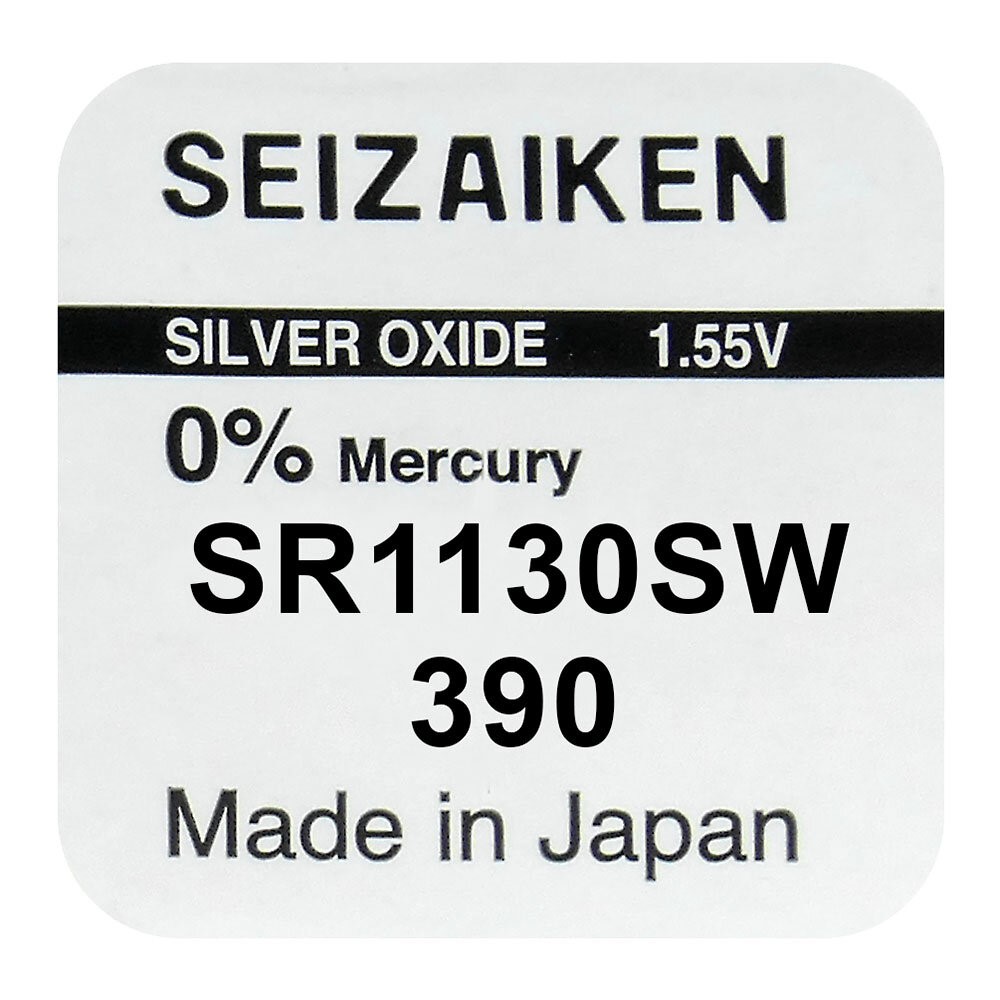 SEIZAIKEN
SILVER OXIDE 1.55V
0% Mercury
SR1130SW
390
Made in Japan